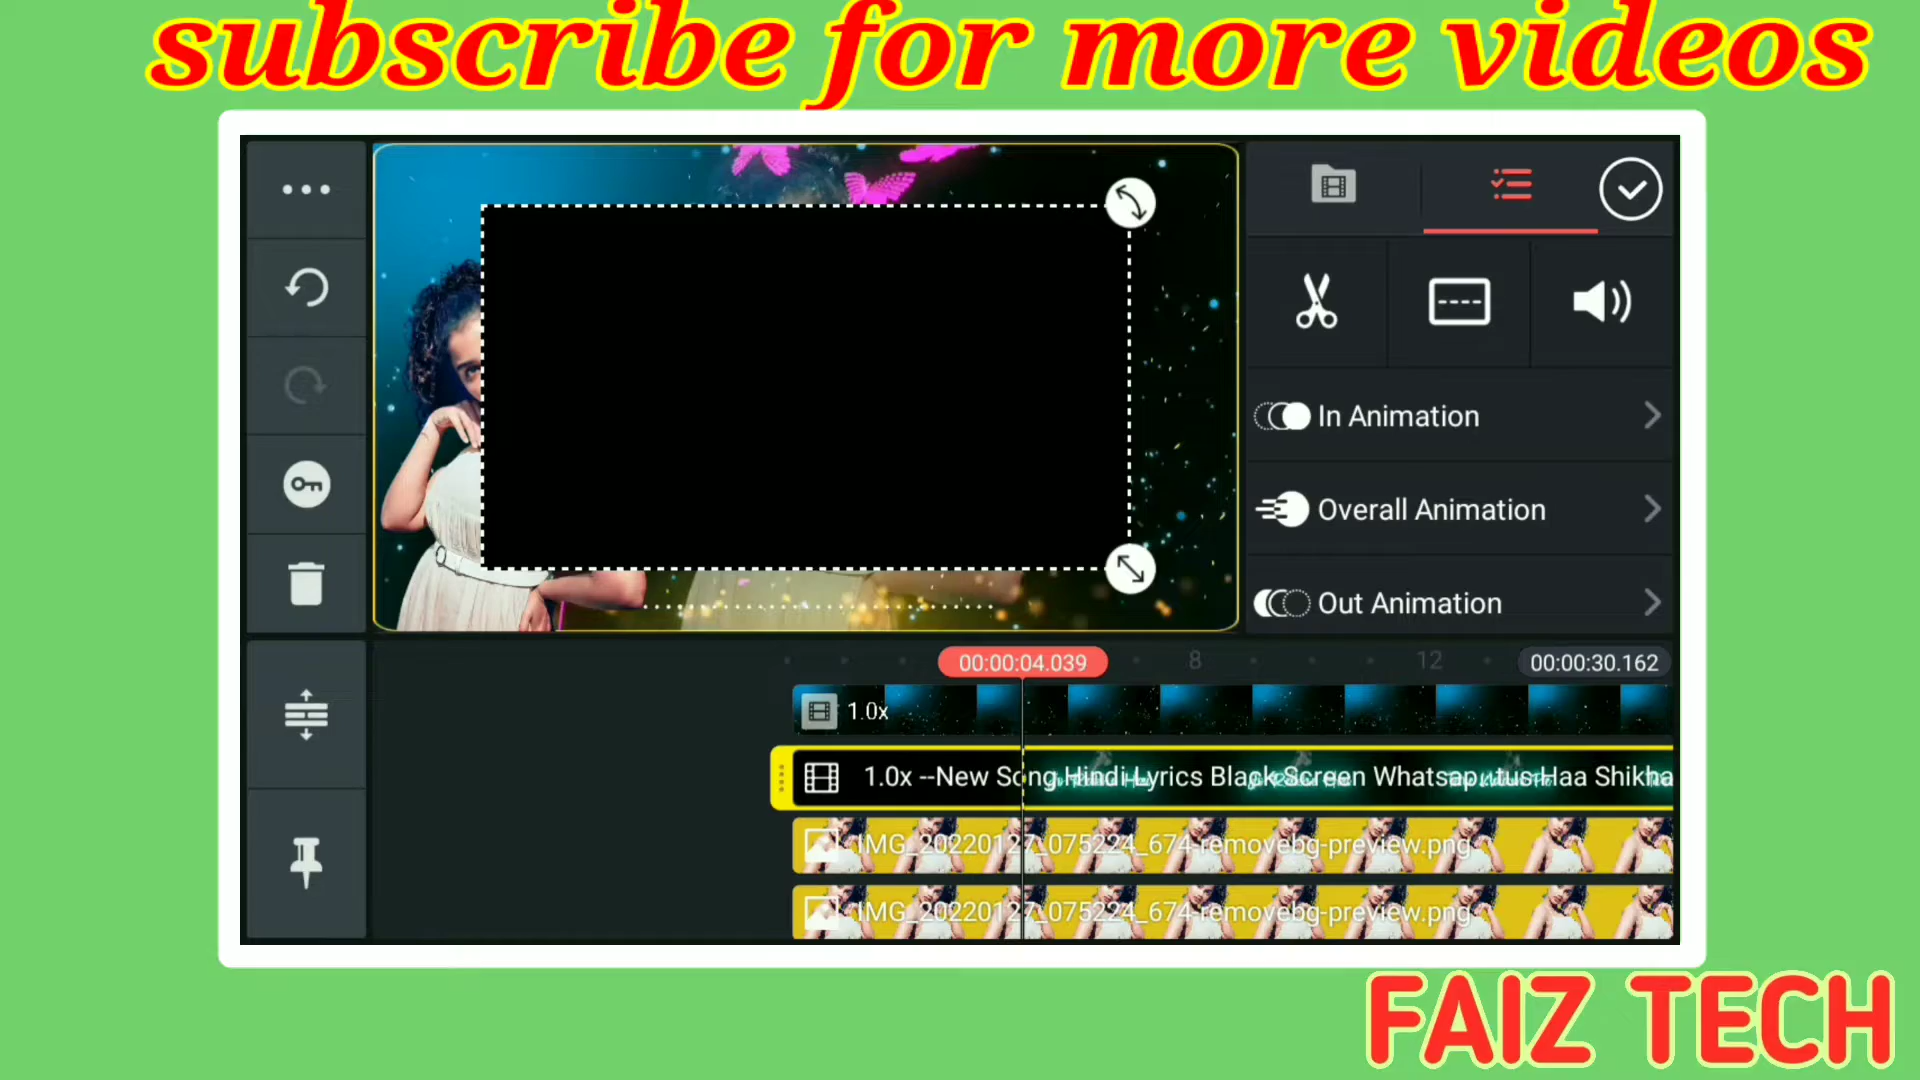 subscribe for more videos
In Animation
Overall Animation
Out Animation
00:00:04.039
8
12
00:00:30.162
1.0x
1.0x --New Song Hindi Lyrics Black Screen Whatsap
tus Haa Shikha
IMG_20220127_075224_674-removebg-preview.png
IMG_20220127_075224_674-removebg-preview.png
FAIZ TECH